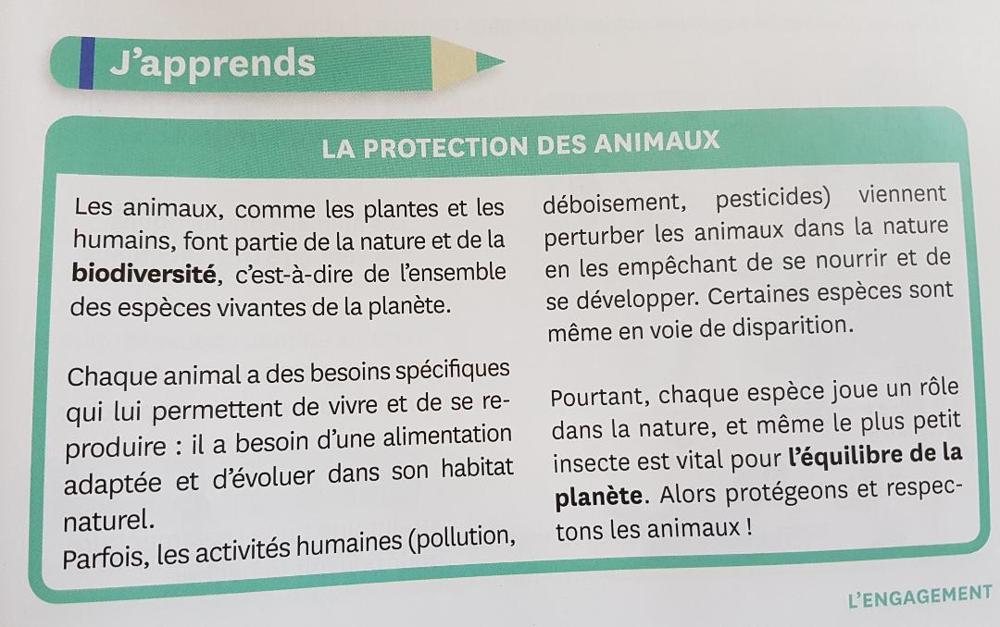 J'apprends
LA PROTECTION DES ANIMAUX
Les animaux, comme les plantes et les
humains, font partie de la nature et de la
biodiversité, c'est-à-dire de l'ensemble
des espèces vivantes de la planète.
Chaque animal a des besoins spécifiques
qui lui permettent de vivre et de se re-
produire : il a besoin d'une alimentation
adaptée et d'évoluer dans son habitat
naturel.
Parfois, les activités humaines (pollution,
déboisement, pesticides) viennent
perturber les animaux dans la nature
en les empêchant de se nourrir et de
se développer. Certaines espèces sont
même en voie de disparition.
Pourtant, chaque espèce joue un rôle
dans la nature, et même le plus petit
insecte est vital pour l'équilibre de la
planète. Alors protégeons et respec-
tons les animaux !
L'ENGAGEMENT